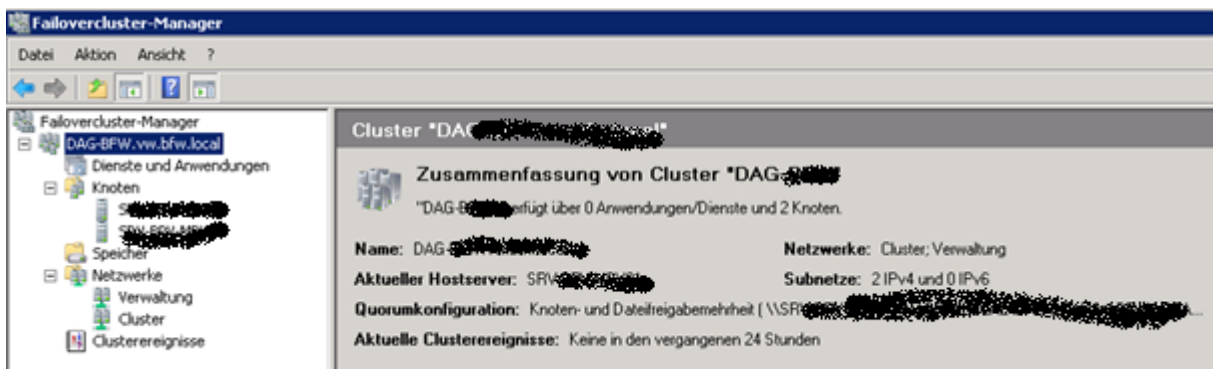 Failovercluster-Manager
Datei Aktion Ansicht ?
Failovercluster-Manager
DAG-BFW.vw.bfw.local
Dienste und Anwendungen
Knoten
Speicher
Netzwerke
Verwaltung
Cluster
Clusterereignisse
Cluster "DAG
Zusammenfassung von Cluster "DAG-
"DAG- über 0 Anwendungen/Dienste und 2 Knoten.
Name: DAG- Netzwerke: Cluster; Verwaltung
Aktueller Hostserver: SRV Subnetze: 2 IPv4 und 0 IPv6
Quorumkonfiguration: Knoten- und Dateifreigabemehrheit ( \\SR ...
Aktuelle Clusterereignisse: Keine in den vergangenen 24 Stunden